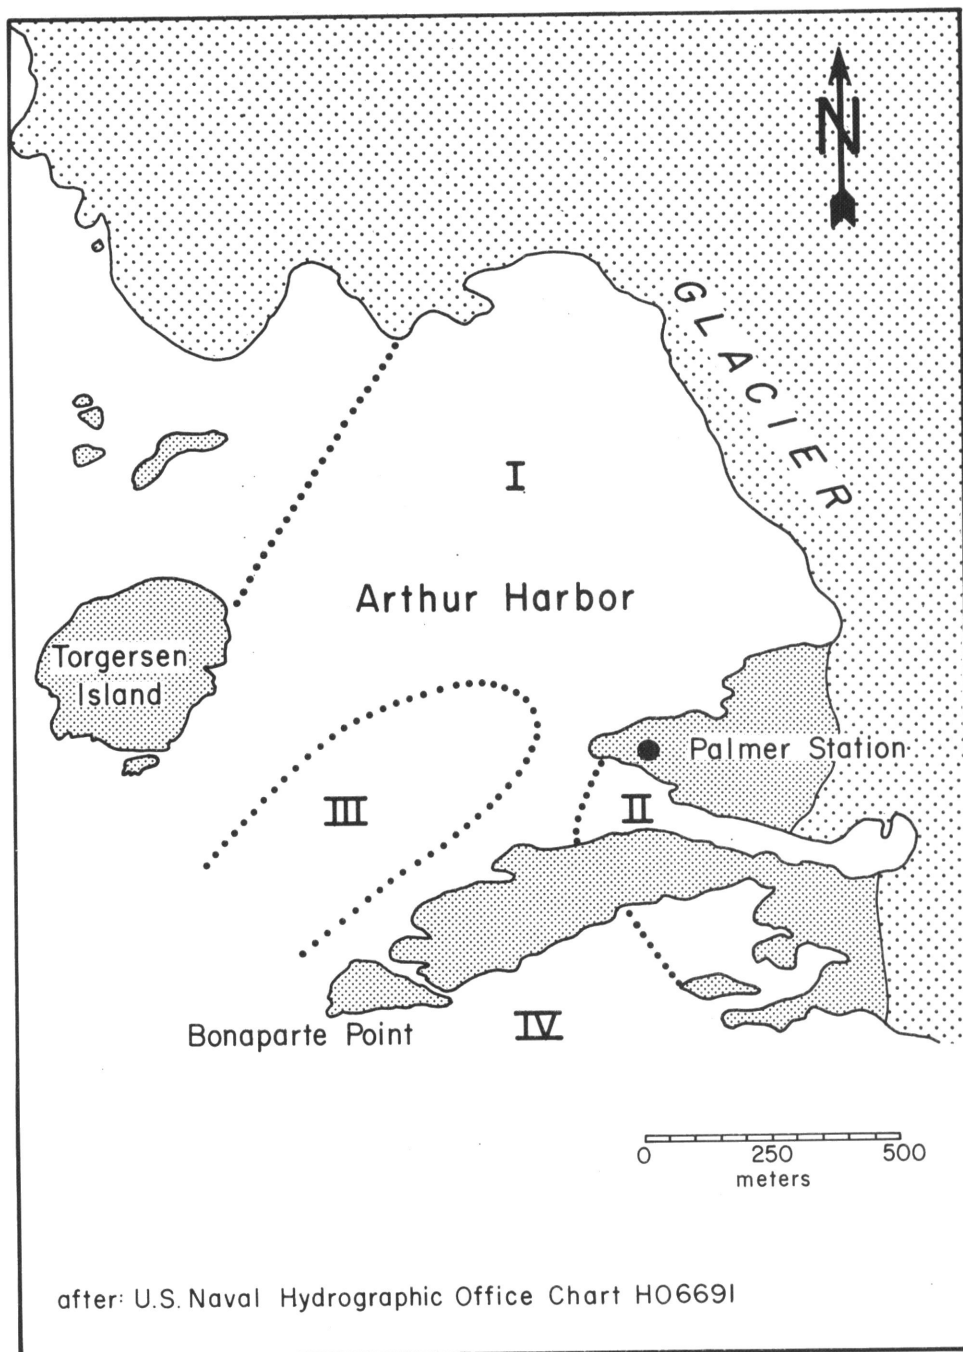 N
GLACIER
I
Arthur Harbor
Torgersen
Island
Palmer Station
III
II
Bonaparte Point
IV
0 250 500
meters
after: U.S. Naval Hydrographic Office Chart HO6691